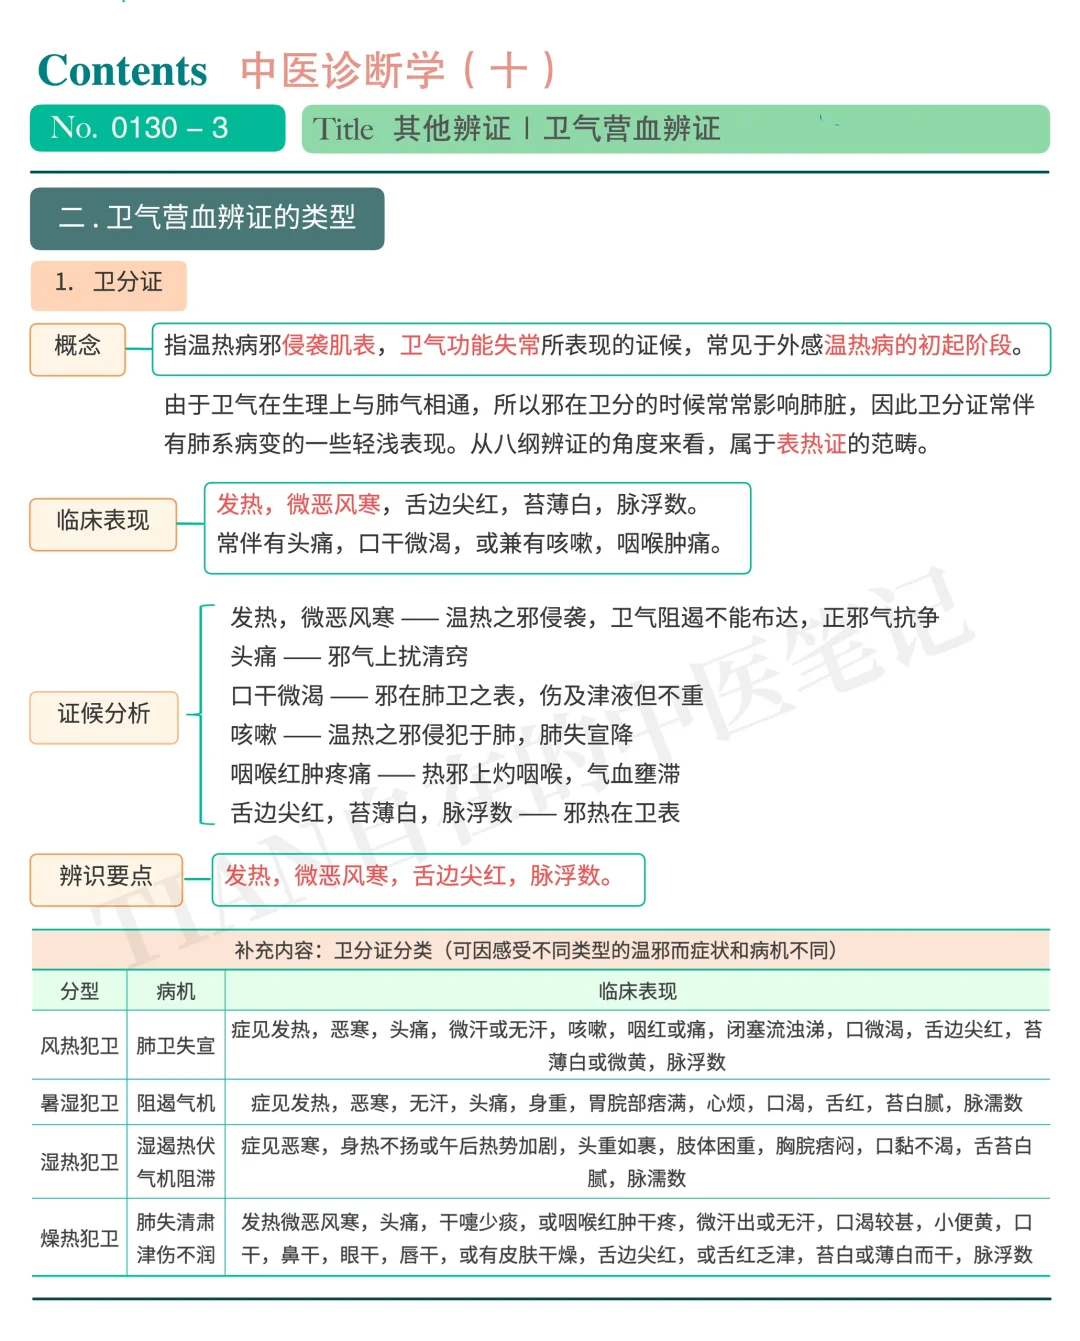 Contents 中医诊断学（十）
No. 0130 – 3
Title 其他辨证 | 卫气营血辨证
二 . 卫气营血辨证的类型
1. 卫分证
概念
指温热病邪侵袭肌表，卫气功能失常所表现的证候，常见于外感温热病的初起阶段。
由于卫气在生理上与肺气相通，所以邪在卫分的时候常常影响肺脏，因此卫分证常伴
有肺系病变的一些轻浅表现。从八纲辨证的角度来看，属于表热证的范畴。
临床表现
发热，微恶风寒，舌边尖红，苔薄白，脉浮数。
常伴有头痛，口干微渴，或兼有咳嗽，咽喉肿痛。
证候分析
发热，微恶风寒 —— 温热之邪侵袭，卫气阻遏不能布达，正邪气抗争
头痛 —— 邪气上扰清窍
口干微渴 —— 邪在肺卫之表，伤及津液但不重
咳嗽 —— 温热之邪侵犯于肺，肺失宣降
咽喉红肿疼痛 —— 热邪上灼咽喉，气血壅滞
舌边尖红，苔薄白，脉浮数 —— 邪热在卫表
辨识要点
发热，微恶风寒，舌边尖红，脉浮数。
补充内容：卫分证分类（可因感受不同类型的温邪而症状和病机不同）
分型 病机 临床表现
风热犯卫 肺卫失宣
症见发热，恶寒，头痛，微汗或无汗，咳嗽，咽红或痛，闭塞流浊涕，口微渴，舌边尖红，苔
薄白或微黄，脉浮数
暑湿犯卫 阻遏气机 症见发热，恶寒，无汗，头痛，身重，胃脘部痞满，心烦，口渴，舌红，苔白腻，脉濡数
湿热犯卫
湿遏热伏
气机阻滞
症见恶寒，身热不扬或午后热势加剧，头重如裹，肢体困重，胸脘痞闷，口黏不渴，舌苔白
腻，脉濡数
燥热犯卫
肺失清肃
津伤不润
发热微恶风寒，头痛，干嚏少痰，或咽喉红肿干疼，微汗出或无汗，口渴较甚，小便黄，口
干，鼻干，眼干，唇干，或有皮肤干燥，舌边尖红，或舌红乏津，苔白或薄白而干，脉浮数
TIAN自在的中医笔记